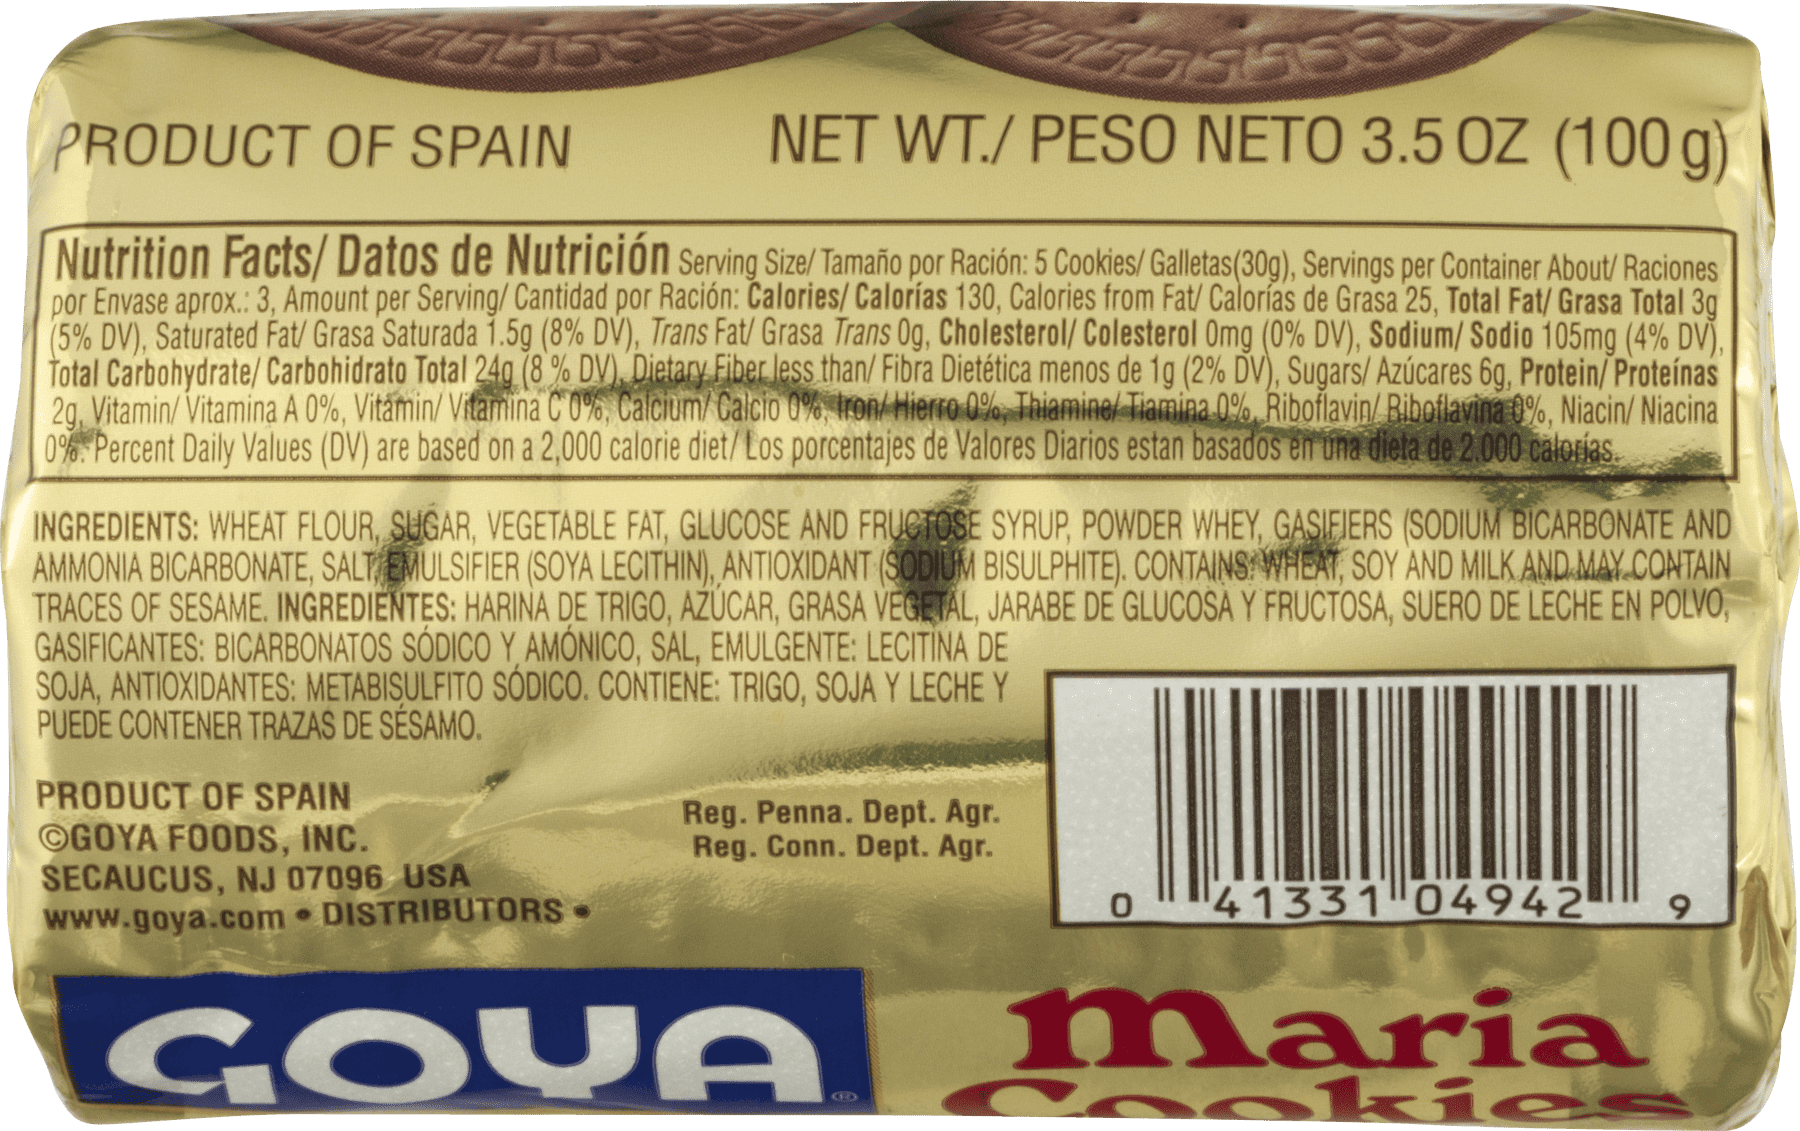 PRODUCT OF SPAIN
NET WT./ PESO NETO 3.5 OZ (100 g)
Nutrition Facts/ Datos de Nutrición Serving Size/ Tamaño por Ración: 5 Cookies/ Galletas(30g), Servings per Container About/ Raciones
por Envase aprox.: 3, Amount per Serving/ Cantidad por Ración: Calories/ Calorías 130, Calories from Fat/ Calorías de Grasa 25, Total Fat/ Grasa Total 3g
(5% DV), Saturated Fat/ Grasa Saturada 1.5g (8% DV), Trans Fat/ Grasa Trans 0g, Cholesterol/ Colesterol 0mg (0% DV), Sodium/ Sodio 105mg (4% DV),
Total Carbohydrate/ Carbohidrato Total 24g (8 % DV), Dietary Fiber less than/ Fibra Dietética menos de 1g (2% DV), Sugars/ Azúcares 6g, Protein/ Proteínas
2g, Vitamin/ Vitamina A 0%, Vitamin/ Vitamina C 0%, Calcium/ Calcio 0%, Iron/ Hierro 0%, Thiamine/ Tiamina 0%, Riboflavin/ Riboflavina 0%, Niacin/ Niacina
0%. Percent Daily Values (DV) are based on a 2,000 calorie diet/ Los porcentajes de Valores Diarios estan basados en una dieta de 2.000 calorías.
INGREDIENTS: WHEAT FLOUR, SUGAR, VEGETABLE FAT, GLUCOSE AND FRUCTOSE SYRUP, POWDER WHEY, GASIFIERS (SODIUM BICARBONATE AND
AMMONIA BICARBONATE, SALT, EMULSIFIER (SOYA LECITHIN), ANTIOXIDANT (SODIUM BISULPHITE). CONTAINS WHEAT, SOY AND MILK AND MAY CONTAIN
TRACES OF SESAME. INGREDIENTES: HARINA DE TRIGO, AZÚCAR, GRASA VEGETAL, JARABE DE GLUCOSA Y FRUCTOSA, SUERO DE LECHE EN POLVO,
GASIFICANTES: BICARBONATOS SÓDICO Y AMÓNICO, SAL, EMULGENTE: LECITINA DE
SOJA, ANTIOXIDANTES: METABISULFITO SÓDICO. CONTIENE: TRIGO, SOJA Y LECHE Y
PUEDE CONTENER TRAZAS DE SÉSAMO.
PRODUCT OF SPAIN
©GOYA FOODS, INC.
SECAUCUS, NJ 07096 USA
www.goya.com • DISTRIBUTORS •
Reg. Penna. Dept. Agr.
Reg. Conn. Dept. Agr.
0 41331 04942 9
GOYA ®
Maria
Cookies